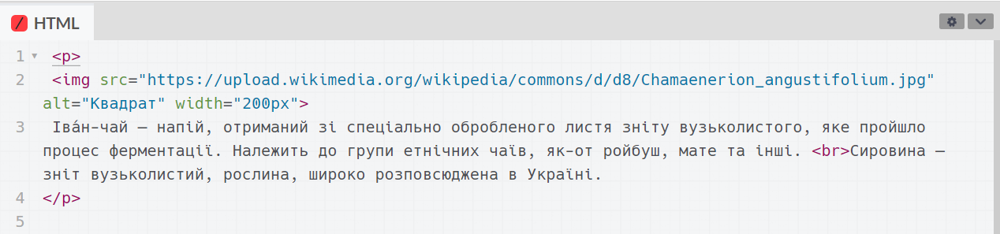 HTML
1 <p>
2 <img src="https://upload.wikimedia.org/wikipedia/commons/d/d8/Chamaenerion_angustifolium.jpg"
alt="Квадрат" width="200px">
3 Іва́н-чай — напій, отриманий зі спеціально обробленого листя зніту вузьколистого, яке пройшло
процес ферментації. Належить до групи етнічних чаїв, як-от ройбуш, мате та інші. <br>Сировина —
зніт вузьколистий, рослина, широко розповсюджена в Україні.
4 </p>
5